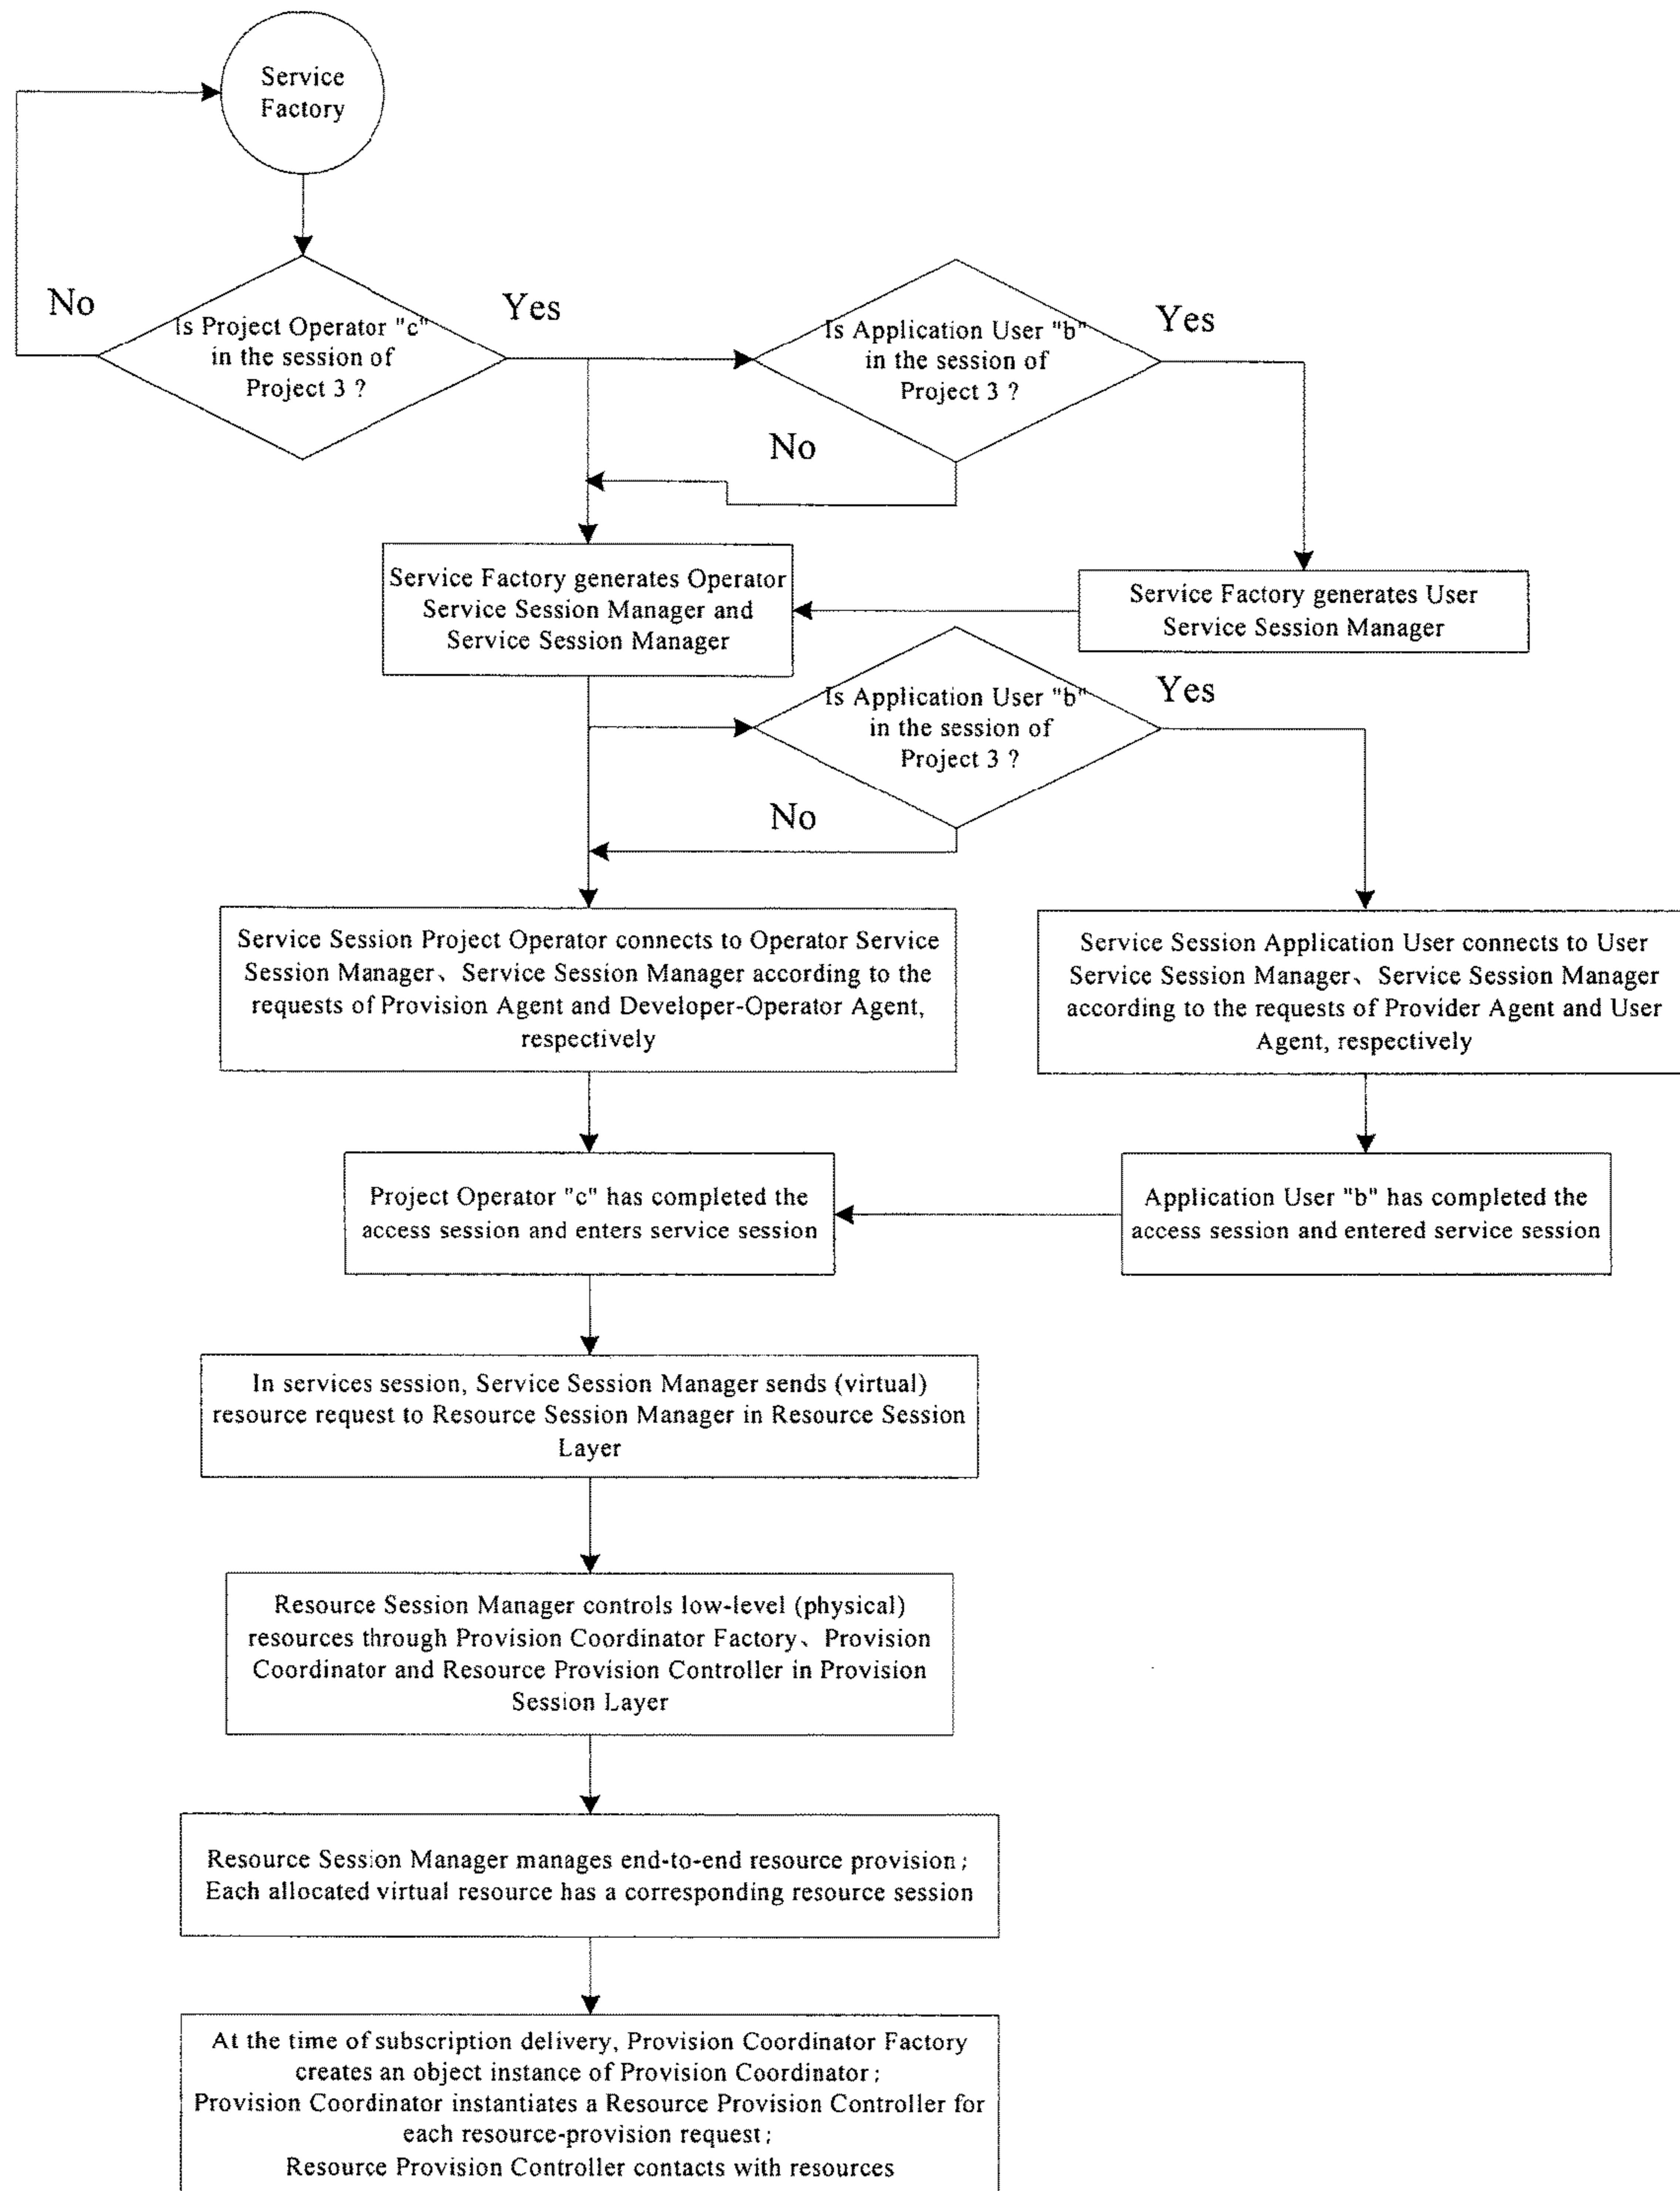 Service
Factory
No
Yes
Is Project Operator "c"
in the session of
Project 3 ?
Is Application User "b"
in the session of
Project 3 ?
Yes
No
Service Factory generates Operator
Service Session Manager and
Service Session Manager
Service Factory generates User
Service Session Manager
Is Application User "b"
in the session of
Project 3 ?
Yes
No
Service Session Project Operator connects to Operator Service
Session Manager、Service Session Manager according to the
requests of Provision Agent and Developer-Operator Agent,
respectively
Service Session Application User connects to User
Service Session Manager、Service Session Manager
according to the requests of Provider Agent and User
Agent, respectively
Project Operator "c" has completed the
access session and enters service session
Application User "b" has completed the
access session and entered service session
In services session, Service Session Manager sends (virtual)
resource request to Resource Session Manager in Resource Session
Layer
Resource Session Manager controls low-level (physical)
resources through Provision Coordinator Factory、Provision
Coordinator and Resource Provision Controller in Provision
Session Layer
Resource Session Manager manages end-to-end resource provision;
Each allocated virtual resource has a corresponding resource session
At the time of subscription delivery, Provision Coordinator Factory
creates an object instance of Provision Coordinator;
Provision Coordinator instantiates a Resource Provision Controller for
each resource-provision request;
Resource Provision Controller contacts with resources